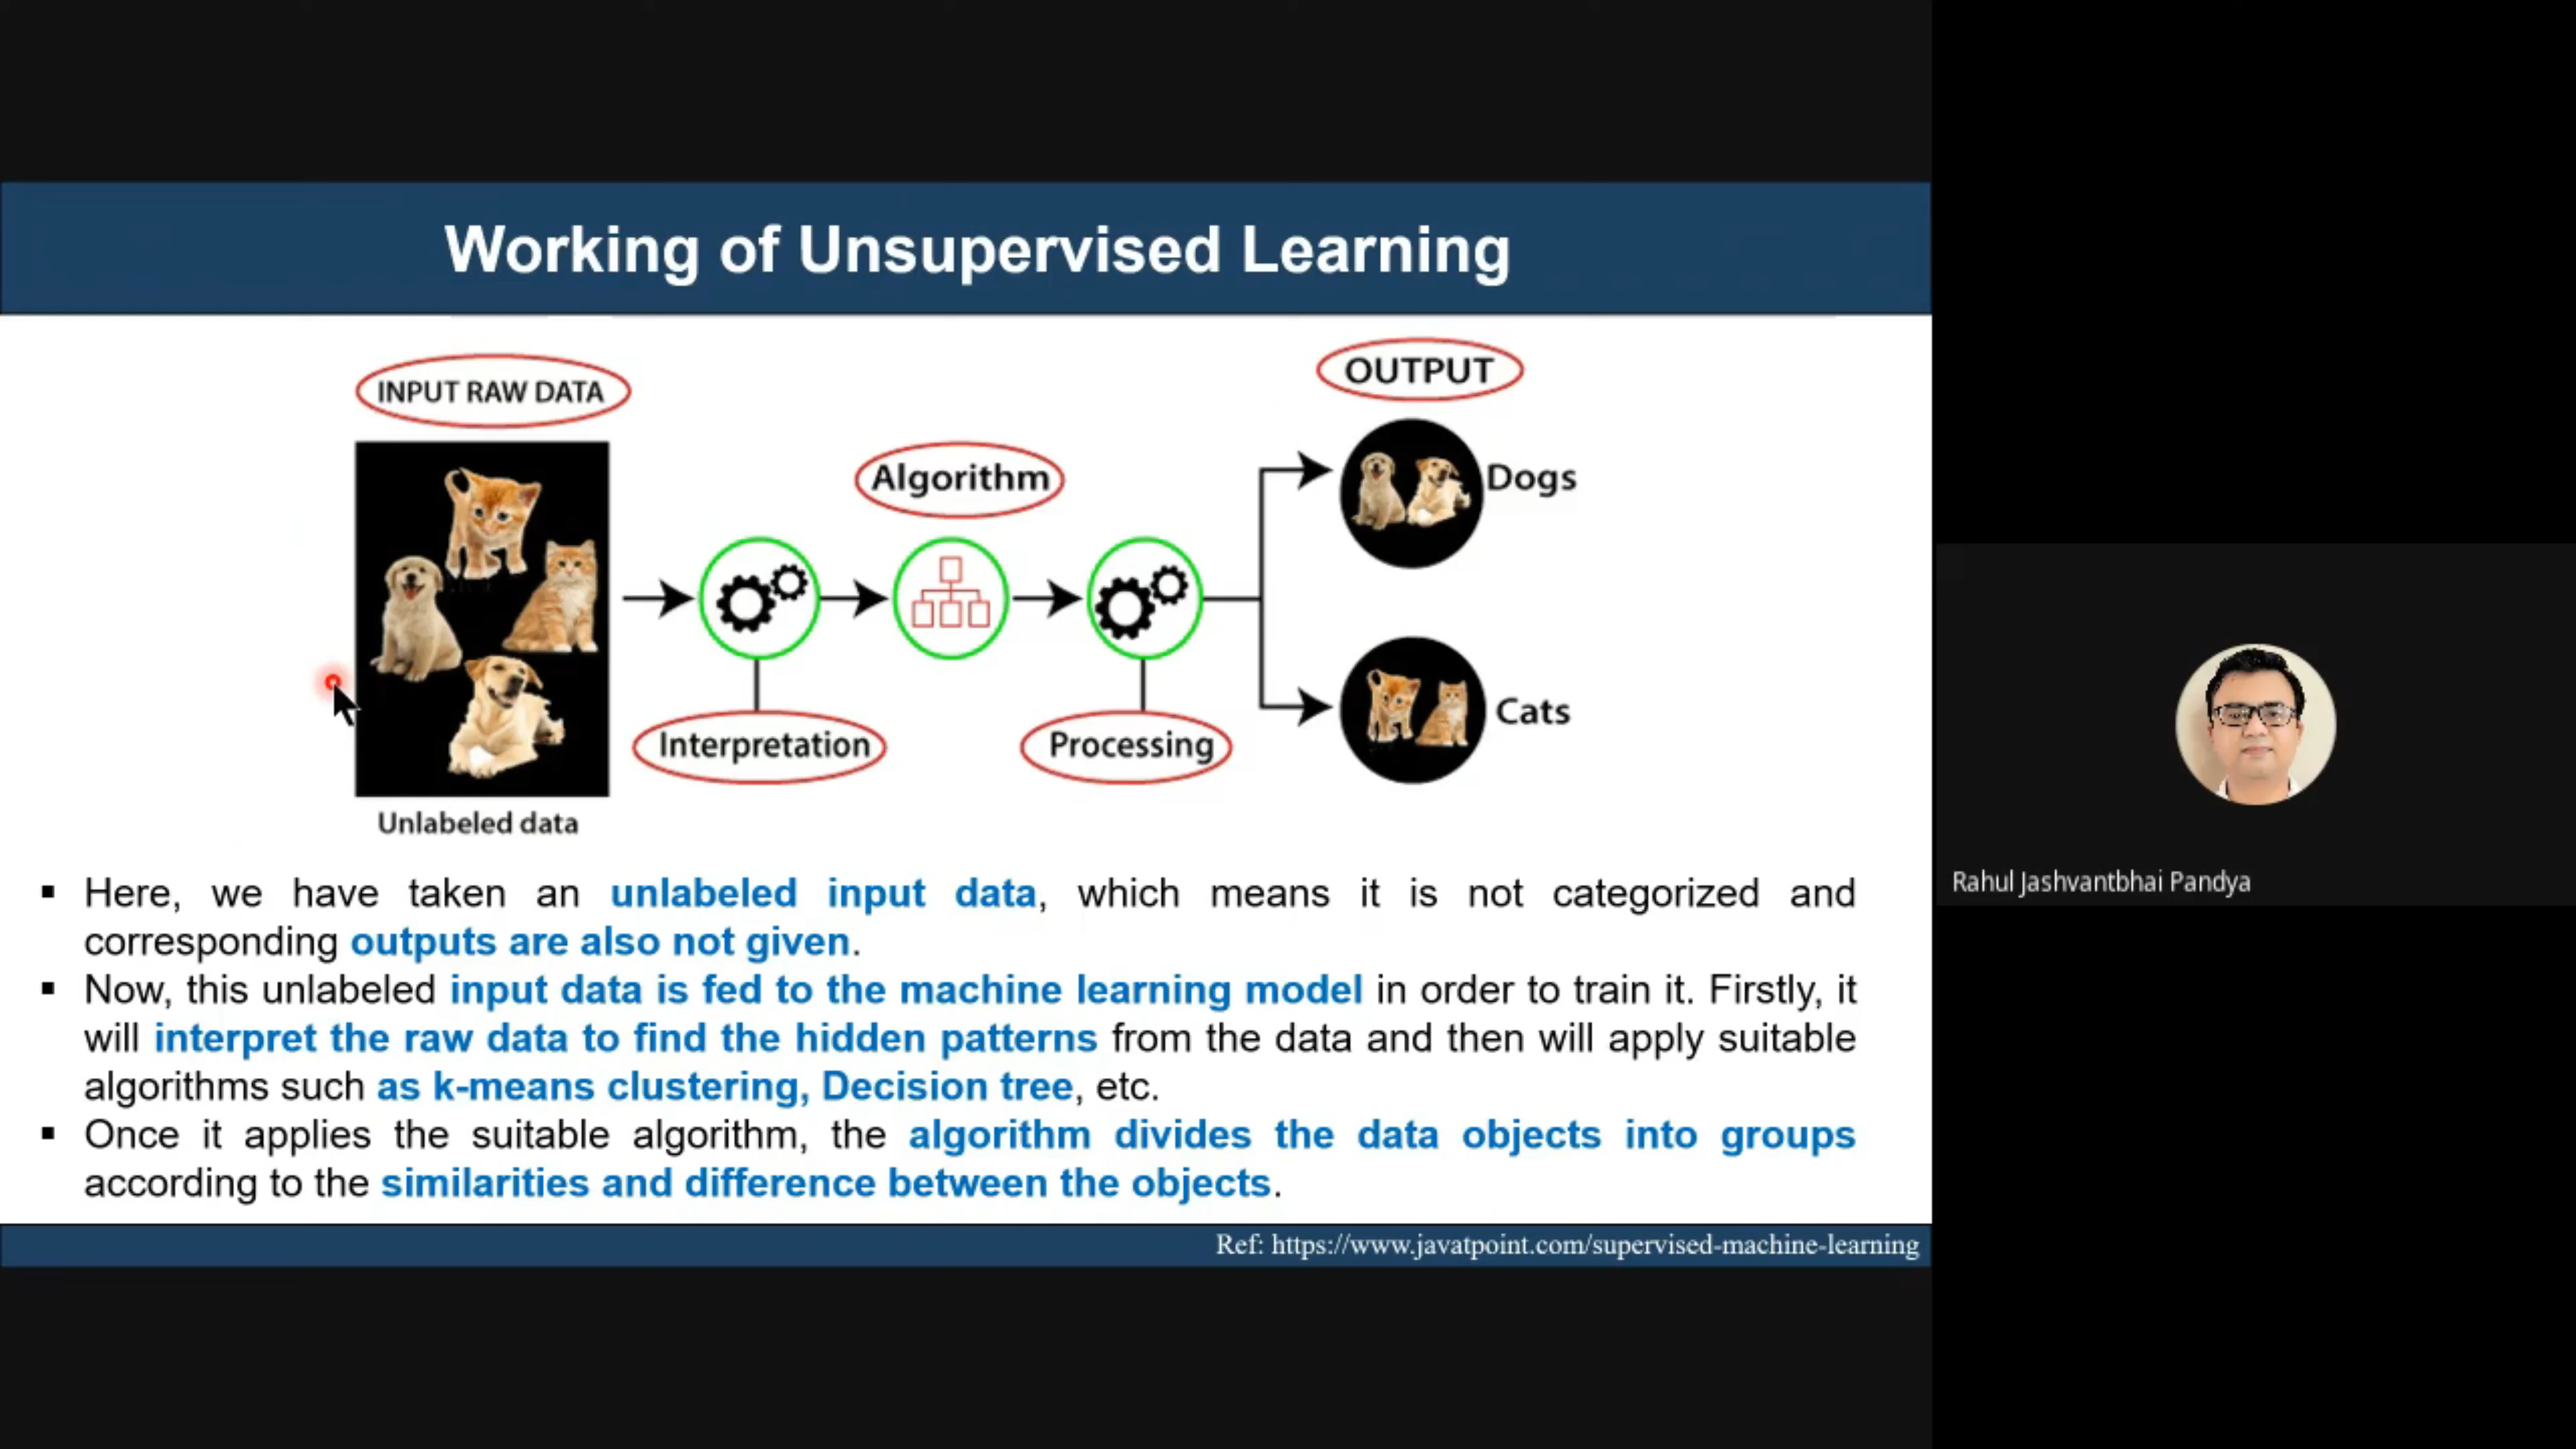 Working of Unsupervised Learning
INPUT RAW DATA
OUTPUT
Algorithm
Dogs
Interpretation
Processing
Cats
Unlabeled data
▪ Here, we have taken an unlabeled input data, which means it is not categorized and
corresponding outputs are also not given.
▪ Now, this unlabeled input data is fed to the machine learning model in order to train it. Firstly, it
will interpret the raw data to find the hidden patterns from the data and then will apply suitable
algorithms such as k-means clustering, Decision tree, etc.
▪ Once it applies the suitable algorithm, the algorithm divides the data objects into groups
according to the similarities and difference between the objects.
Ref: https://www.javatpoint.com/supervised-machine-learning
Rahul Jashvantbhai Pandya